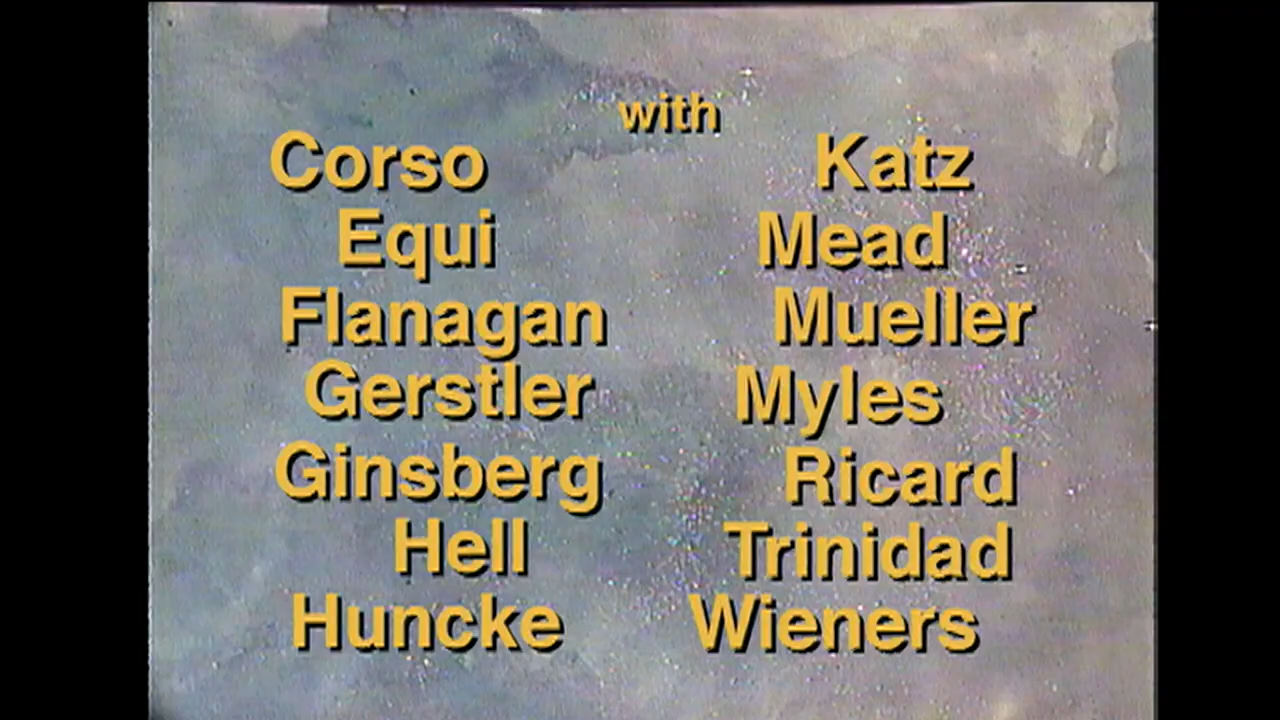 with
Corso
Equi
Flanagan
Gerstler
Ginsberg
Hell
Huncke
Katz
Mead
Mueller
Myles
Ricard
Trinidad
Wieners